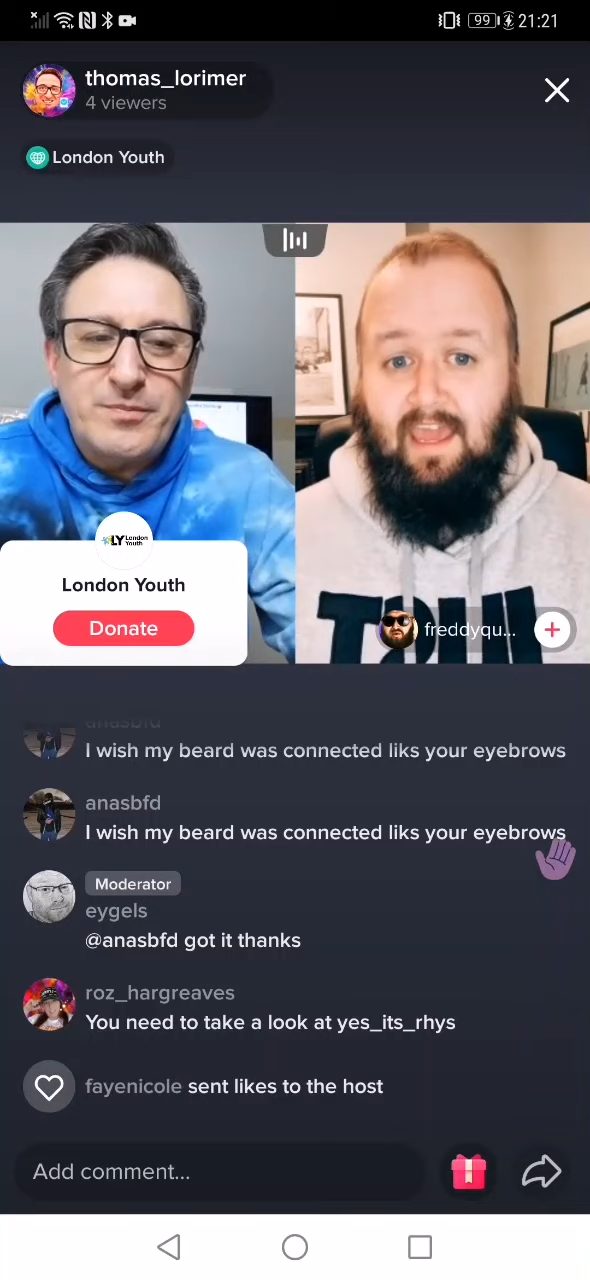 99
21:21
thomas_lorimer
4 viewers
London Youth
LY London
Youth
London Youth
Donate
freddyqu...
anasbfd
I wish my beard was connected liks your eyebrows
anasbfd
I wish my beard was connected liks your eyebrows
Moderator
eygels
@anasbfd got it thanks
roz_hargreaves
You need to take a look at yes_its_rhys
fayenicole sent likes to the host
Add comment...